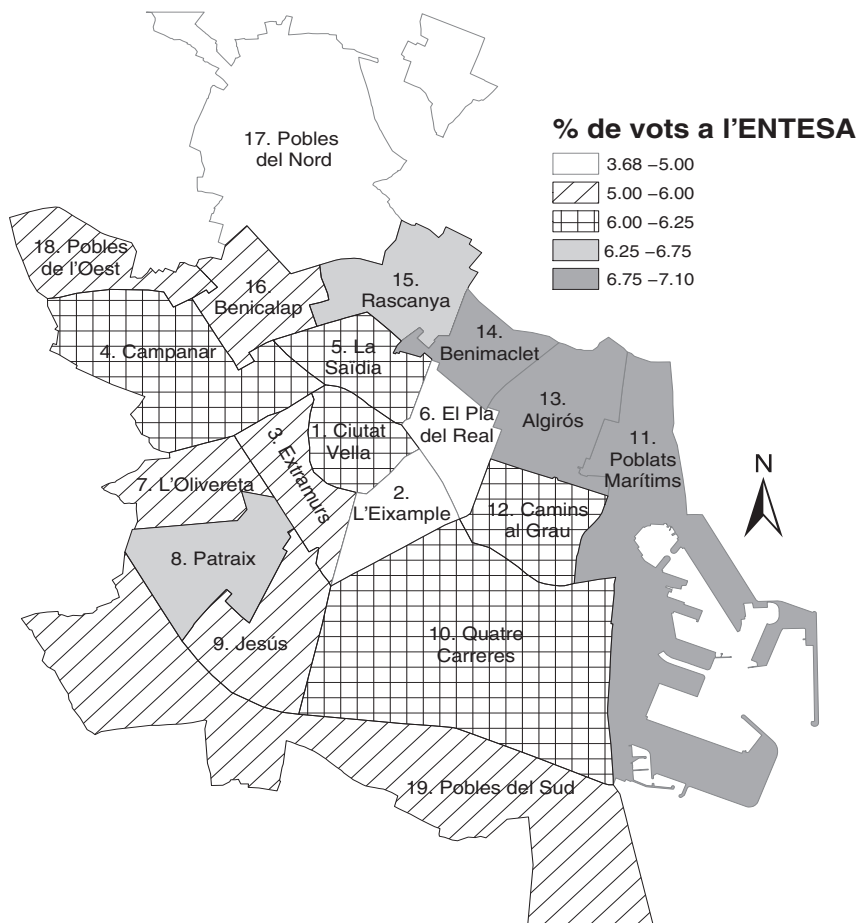 17. Pobles
del Nord
% de vots a l'ENTESA
3.68 –5.00
5.00 –6.00
6.00 –6.25
6.25 –6.75
6.75 –7.10
18. Pobles
de l'Oest
16.
Benicalap
15.
Rascanya
4. Campanar
5. La
Saïdia
14.
Benimaclet
13.
Algirós
6. El Pla
del Real
1. Ciutat
Vella
3. Extramurs
11.
Poblats
Marítims
N
7. L'Olivereta
2.
L'Eixample
12. Camins
al Grau
8. Patraix
9. Jesús
10. Quatre
Carreres
19. Pobles del Sud